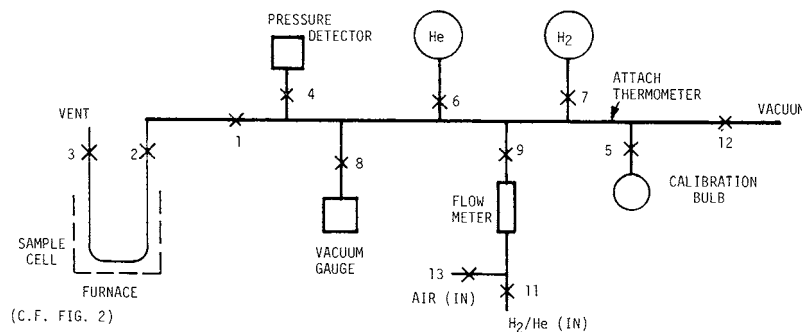 PRESSURE
DETECTOR
He
H2
ATTACH
THERMOMETER
VENT
4
6
7
VACUUM
3
2
1
8
9
5
12
FLOW
METER
CALIBRATION
BULB
SAMPLE
CELL
VACUUM
GAUGE
13
11
FURNACE
AIR (IN)
(C.F. FIG. 2)
H2/He (IN)